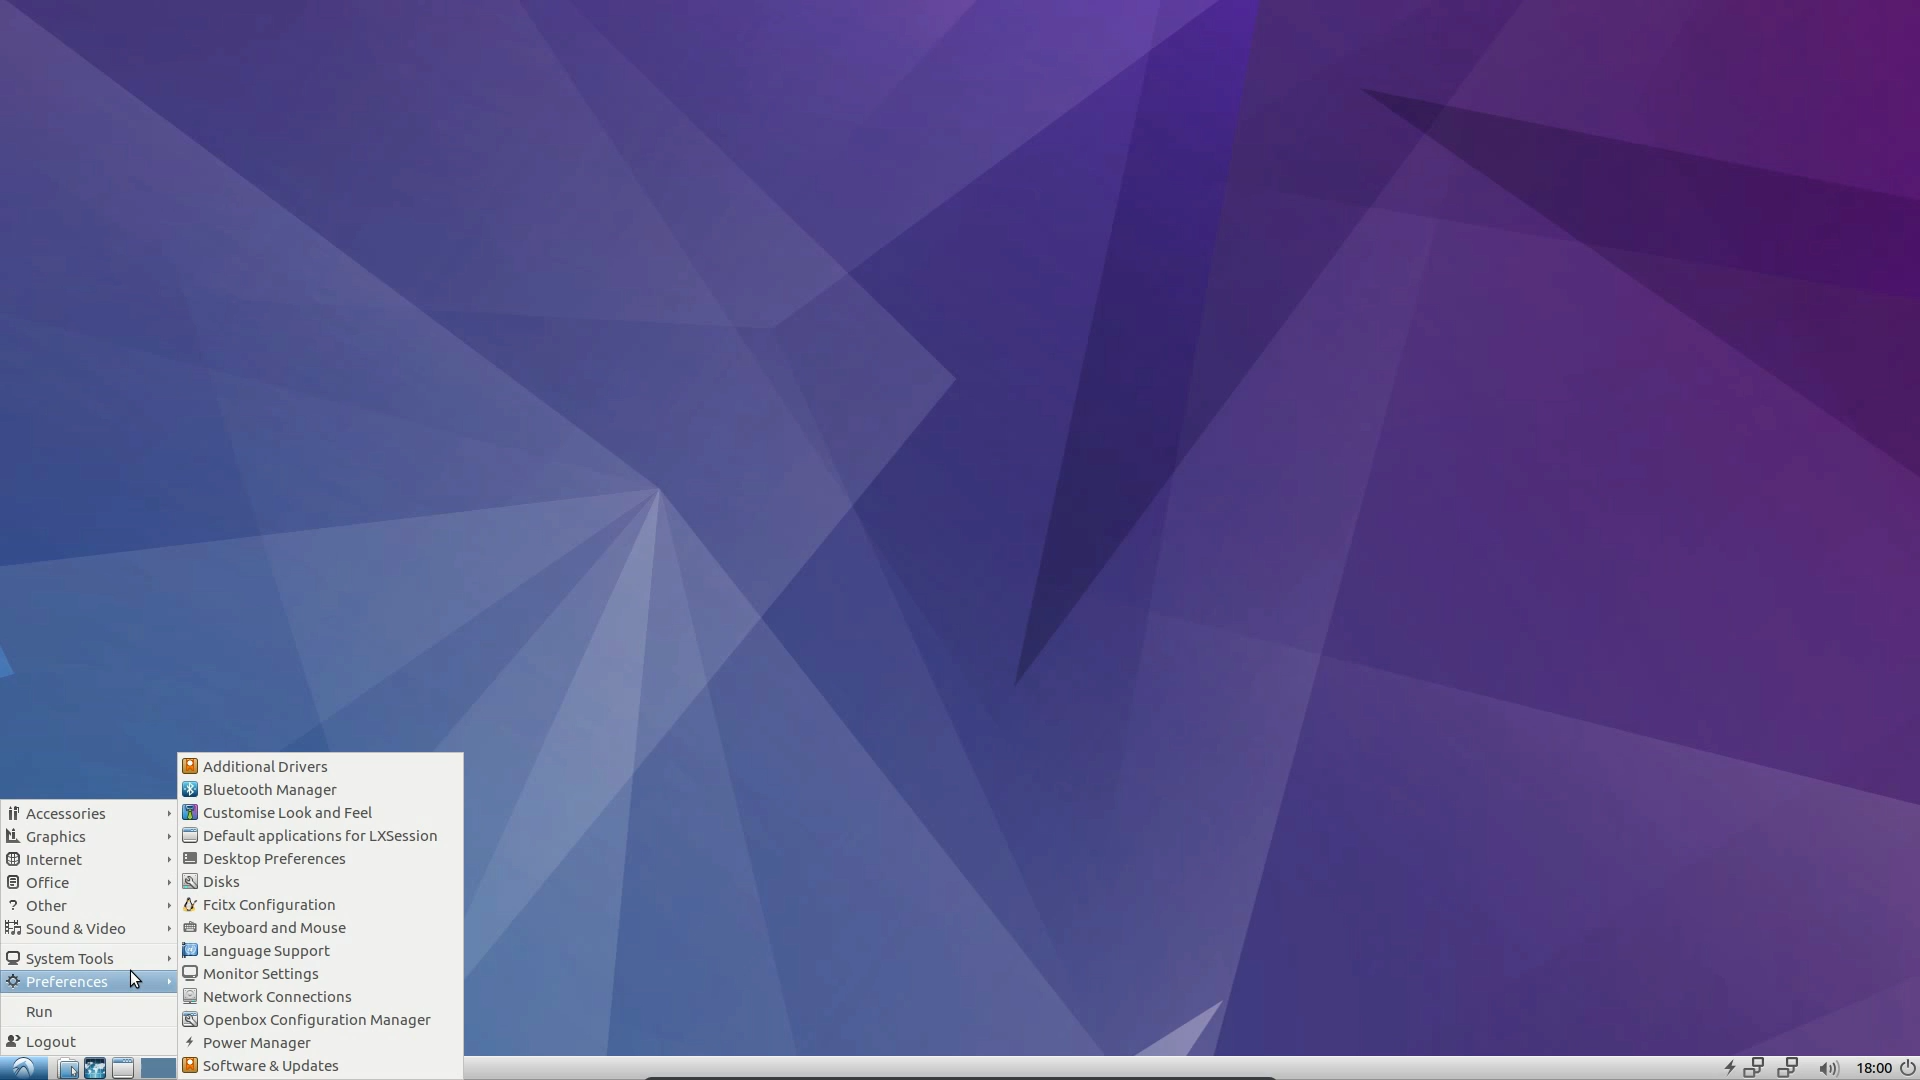 Additional Drivers
Bluetooth Manager
Customise Look and Feel
Default applications for LXSession
Desktop Preferences
Disks
Fcitx Configuration
Keyboard and Mouse
Language Support
Monitor Settings
Network Connections
Openbox Configuration Manager
Power Manager
Software & Updates
Accessories
Graphics
Internet
Office
Other
Sound & Video
System Tools
Preferences
Run
Logout
18:00